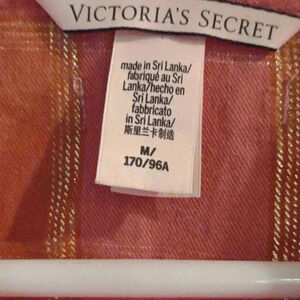 VICTORIA'S SECRET
made in Sri Lanka/
fabriqué au Sri
Lanka/hecho en
Sri Lanka/
fabbricato
in Sri Lanka/
斯里兰卡制造
M/
170/96A